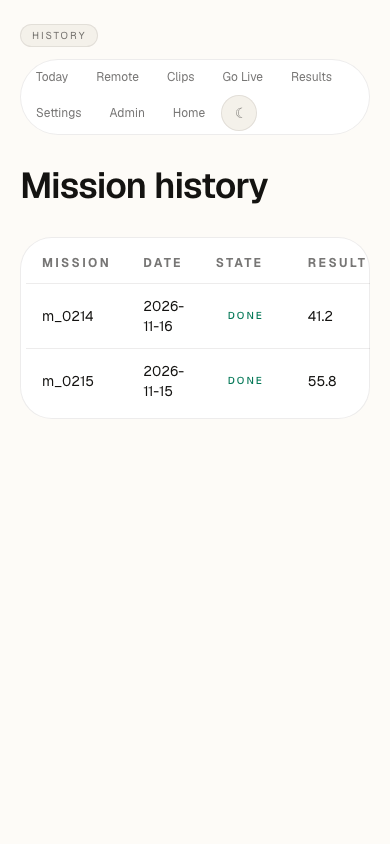 HISTORY
Today Remote Clips Go Live Results
Settings Admin Home ☾
Mission history
MISSION DATE STATE RESULT
m_0214 2026-11-16 DONE 41.2
m_0215 2026-11-15 DONE 55.8